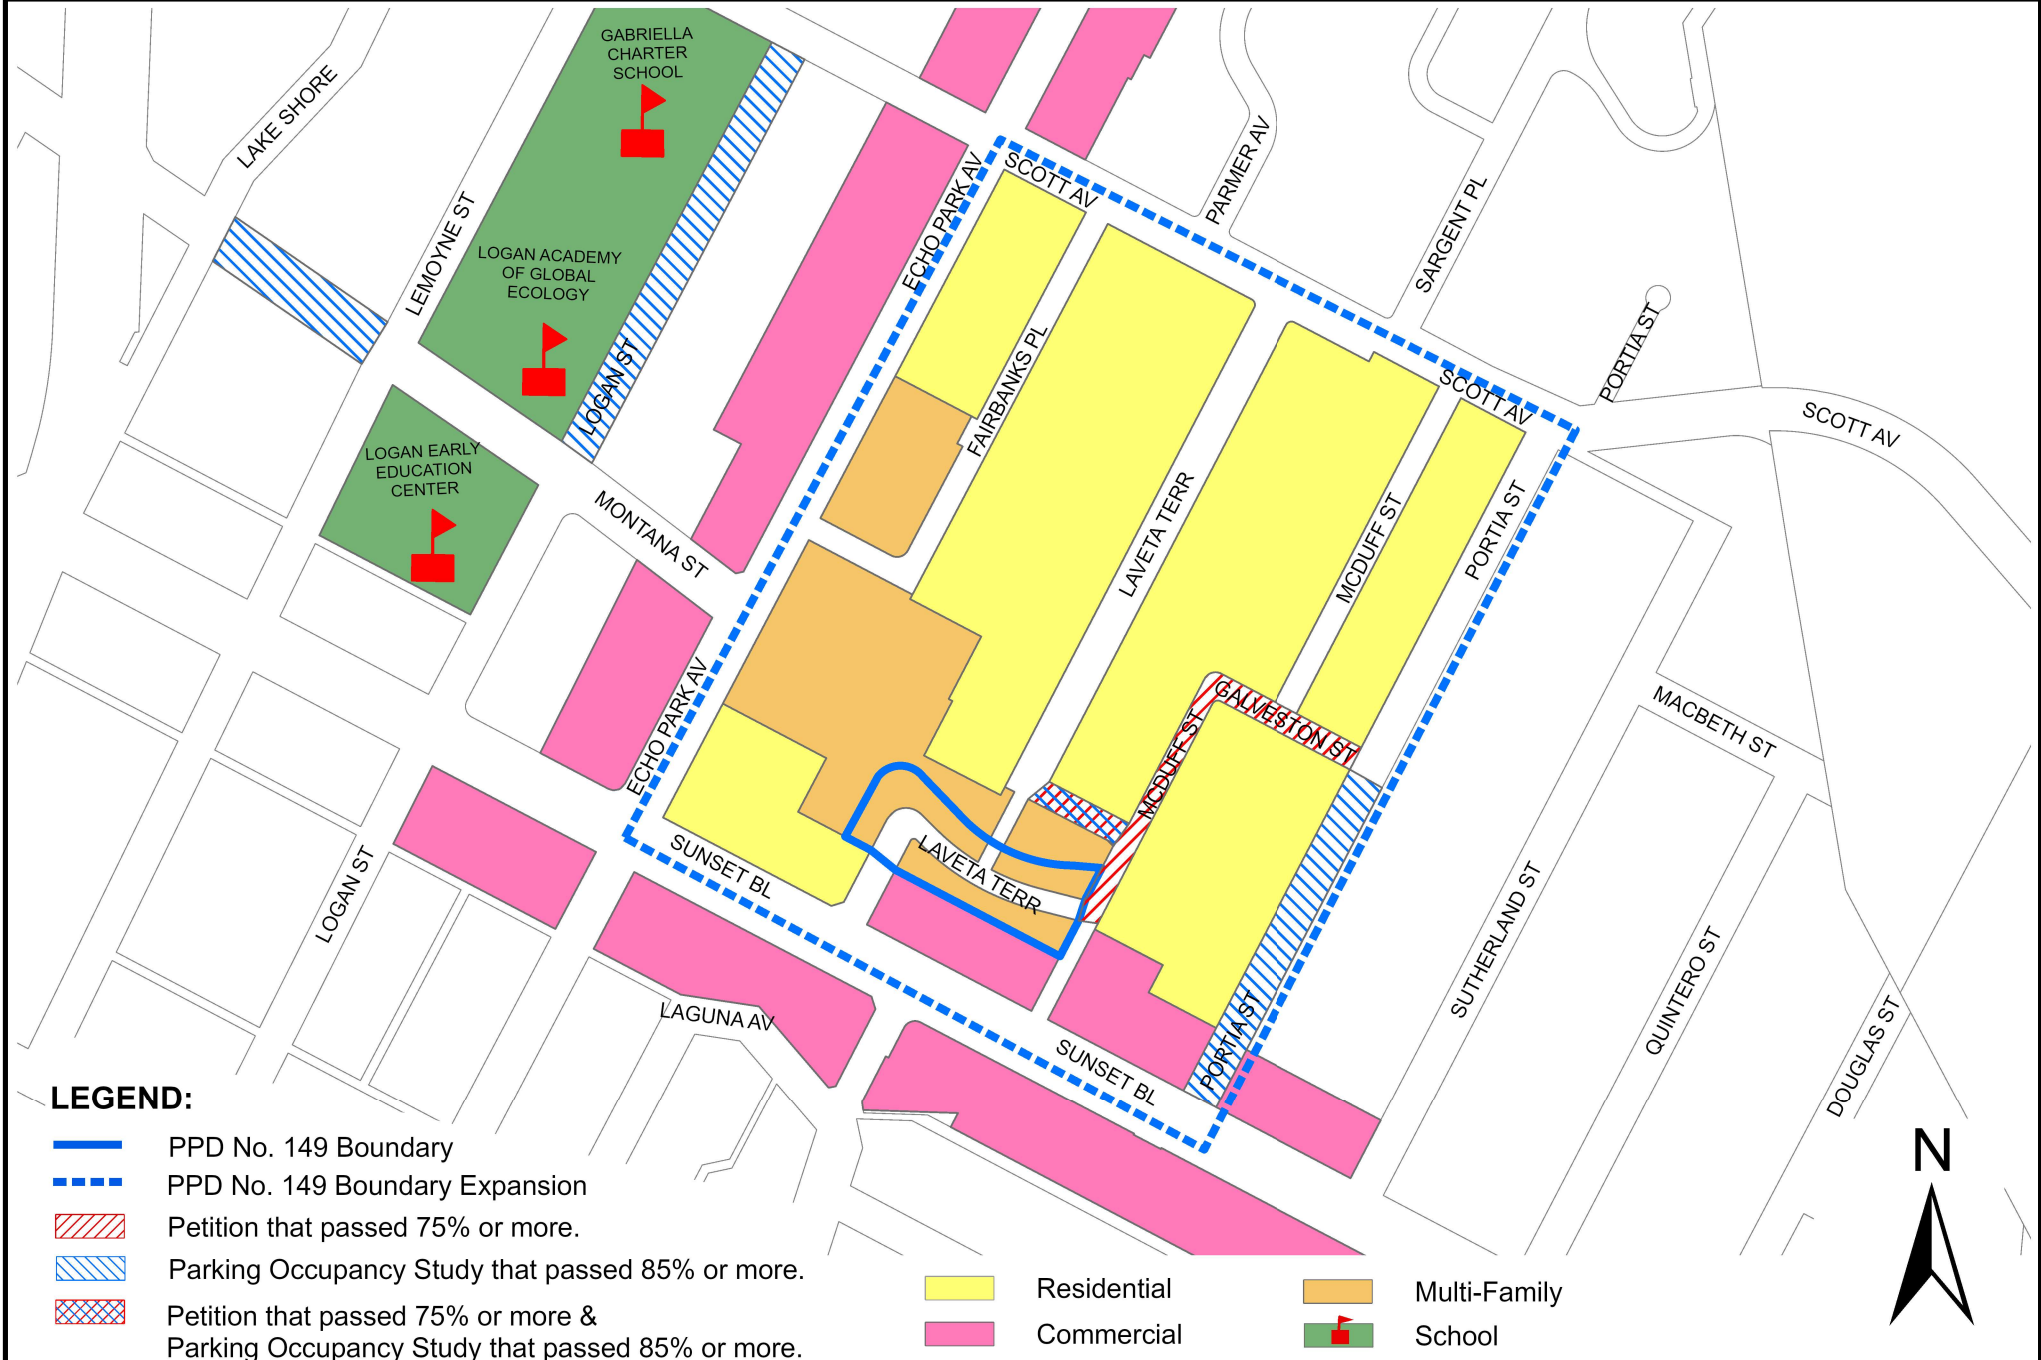 GABRIELLA
CHARTER
SCHOOL
LAKE SHORE
PARMER AV
SCOTT AV
ECHO PARK AV
SARGENT PL
LEMOYNE ST
LOGAN ACADEMY
OF GLOBAL
ECOLOGY
PORTIA ST
FAIRBANKS PL
LOGAN ST
SCOTT AV
SCOTT AV
LOGAN EARLY
EDUCATION
CENTER
MONTANA ST
LAVETA TERR
MCDUFF ST
PORTIA ST
GALVESTON ST
MACBETH ST
ECHO PARK AV
MCDUFF ST
SUNSET BL
LAVETA TERR
LOGAN ST
SUTHERLAND ST
QUINTERO ST
LAGUNA AV
PORTIA ST
SUNSET BL
DOUGLAS ST
LEGEND:
PPD No. 149 Boundary
PPD No. 149 Boundary Expansion
Petition that passed 75% or more.
Parking Occupancy Study that passed 85% or more.
Petition that passed 75% or more &
Parking Occupancy Study that passed 85% or more.
Residential
Commercial
Multi-Family
School
N